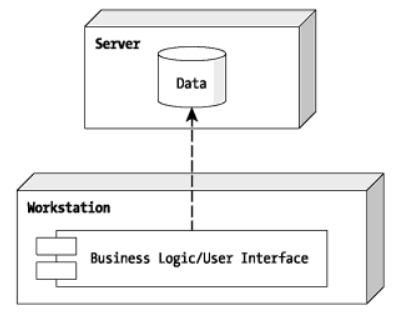 Server
Data
Workstation
Business Logic/User Interface